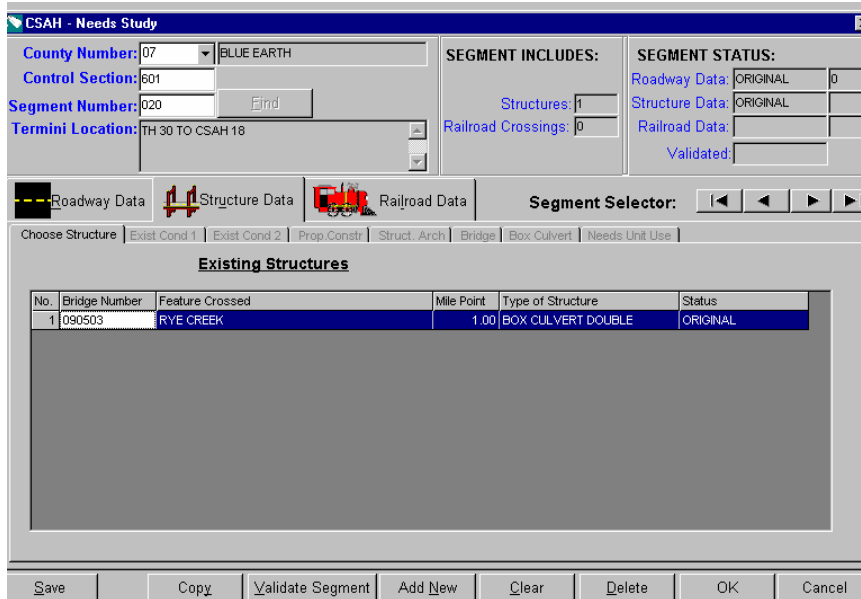 CSAH - Needs Study
County Number: 07 BLUE EARTH
Control Section: 601
Segment Number: 020 Find
Termini Location: TH 30 TO CSAH 18
SEGMENT INCLUDES:
Structures: 1
Railroad Crossings: 0
SEGMENT STATUS:
Roadway Data: ORIGINAL 0
Structure Data: ORIGINAL
Railroad Data:
Validated:
Roadway Data Structure Data Railroad Data Segment Selector:
Choose Structure Exist Cond 1 Exist Cond 2 Prop.Constr Struct. Arch Bridge Box Culvert Needs Unit Use
Existing Structures
No. Bridge Number Feature Crossed Mile Point Type of Structure Status
1 090503 RYE CREEK 1.00 BOX CULVERT DOUBLE ORIGINAL
Save Copy Validate Segment Add New Clear Delete OK Cancel